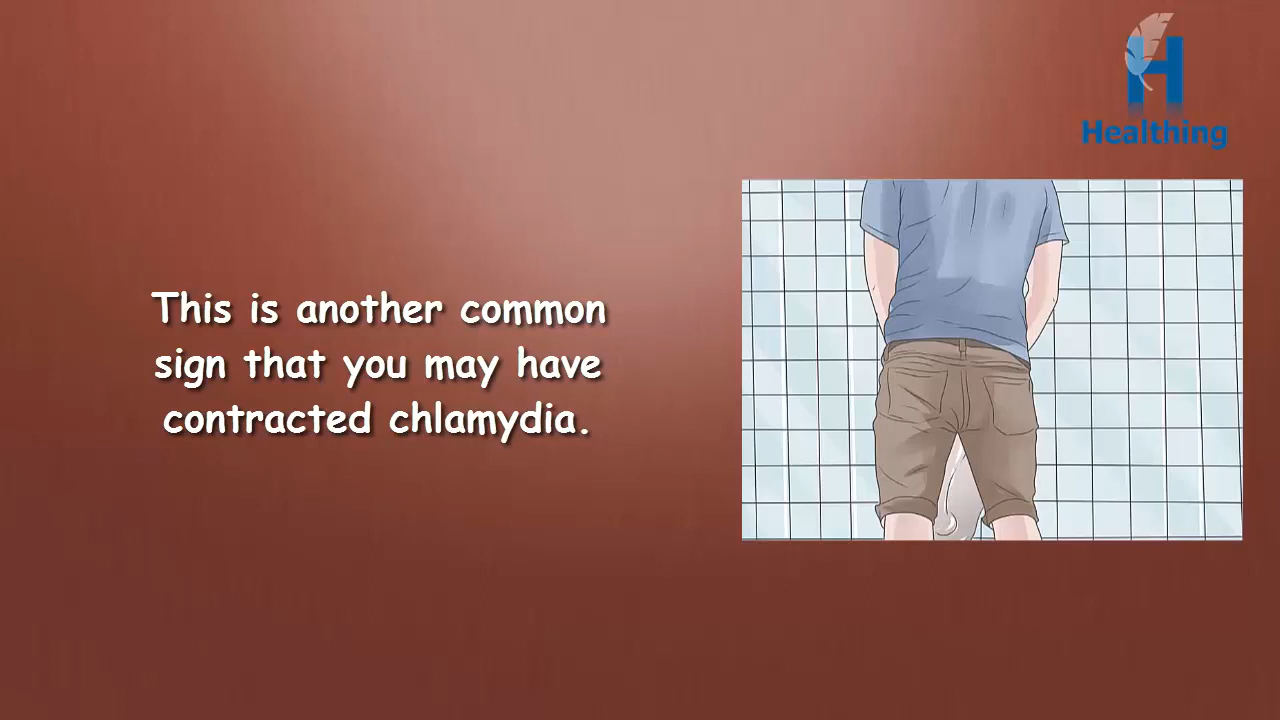 H
Healthing
This is another common
sign that you may have
contracted chlamydia.